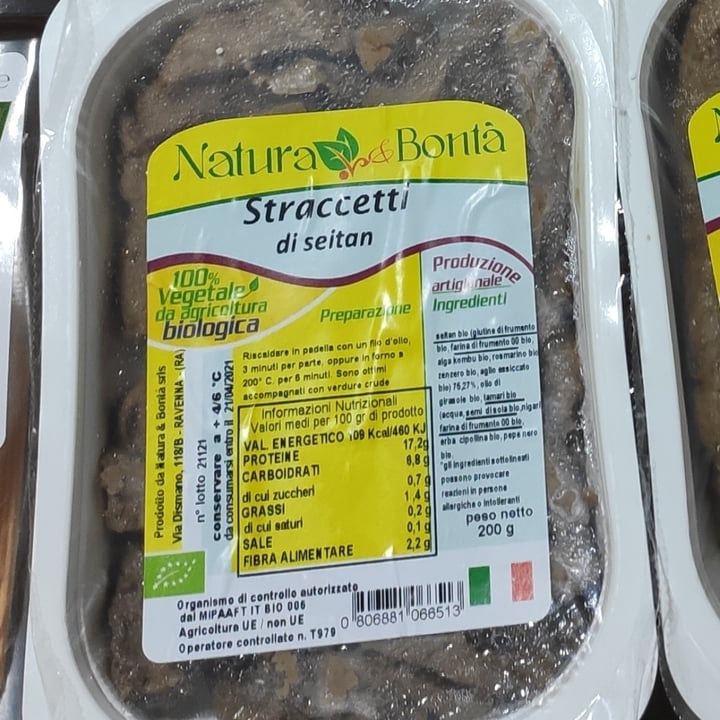 Natura & Bontà
Straccetti
di seitan
100%
Vegetale
da agricoltura
biologica
Preparazione
Riscaldare in padella con un filo d'olio,
3 minuti per parte, oppure in forno a
200° C. per 6 minuti. Sono ottimi
accompagnati con verdure crude
Produzione
artigianale
Ingredienti
seitan bio (glutine di frumento
bio, farina di frumento 00 bio,
alga kombu bio, rosmarino bio
zenzero bio, aglio essiccato
bio) 76,27%, olio di
girasole bio, tamari bio
(acqua, semi di soia bio, nigari
farina di frumento 00 bio,
erba cipollina bio, pepe nero
bio.
*gli ingredienti sottolineati
possono provocare
reazioni in persone
allergiche o intolleranti
peso netto
200 g
Prodotto da Natura & Bontà srls
Via Dismano, 118/B - RAVENNA - (RA)
n° lotto 21121
conservare a + 4/6 °C
da consumarsi entro il 21/04/2021
Informazioni Nutrizionali
Valori medi per 100 gr di prodotto
VAL. ENERGETICO 109 Kcal/460 KJ
PROTEINE 17,2g
CARBOIDRATI 6,8g
di cui zuccheri 0,7g
GRASSI 1,4g
di cui saturi 0,2g
SALE 0,1g
FIBRA ALIMENTARE 2,2g
Organismo di controllo autorizzato
dal MIPAAFT IT BIO 006
Agricoltura UE / non UE
Operatore controllato n. T979
0 806881 066513